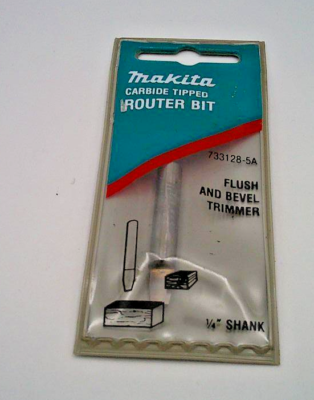 makita
CARBIDE TIPPED
ROUTER BIT
733128-5A
FLUSH
AND BEVEL
TRIMMER
1/4" SHANK